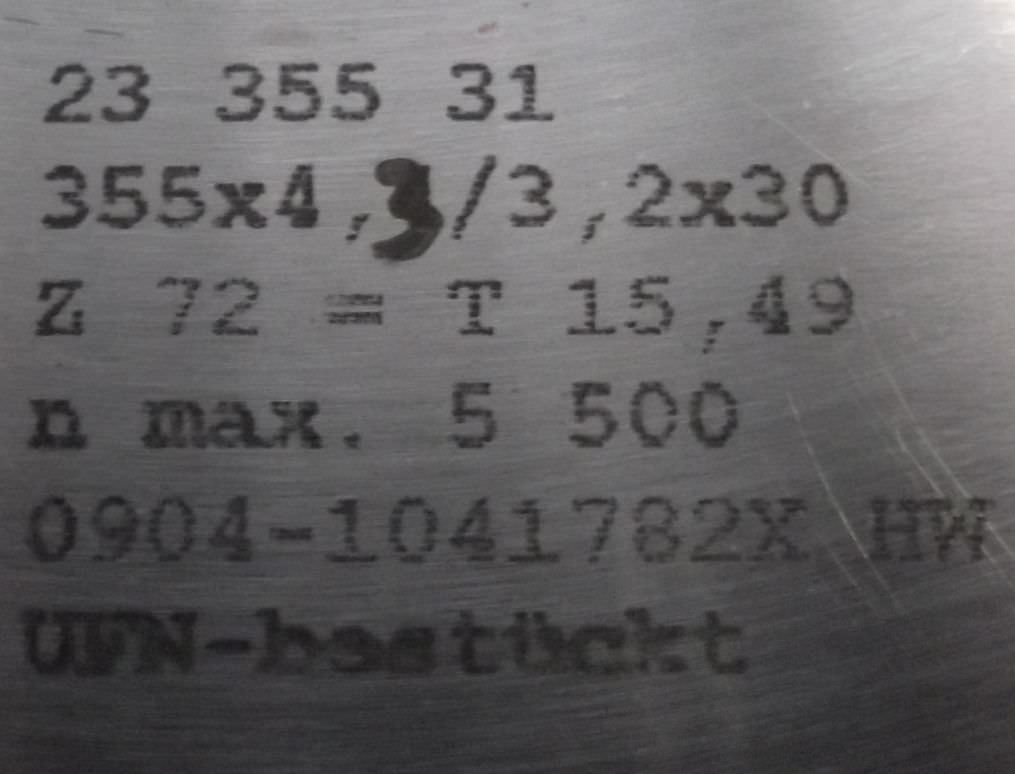 23 355 31
355x4,3/3,2x30
Z 72 = T 15,49
n max. 5 500
0904-1041782X HW
UFN-bestückt